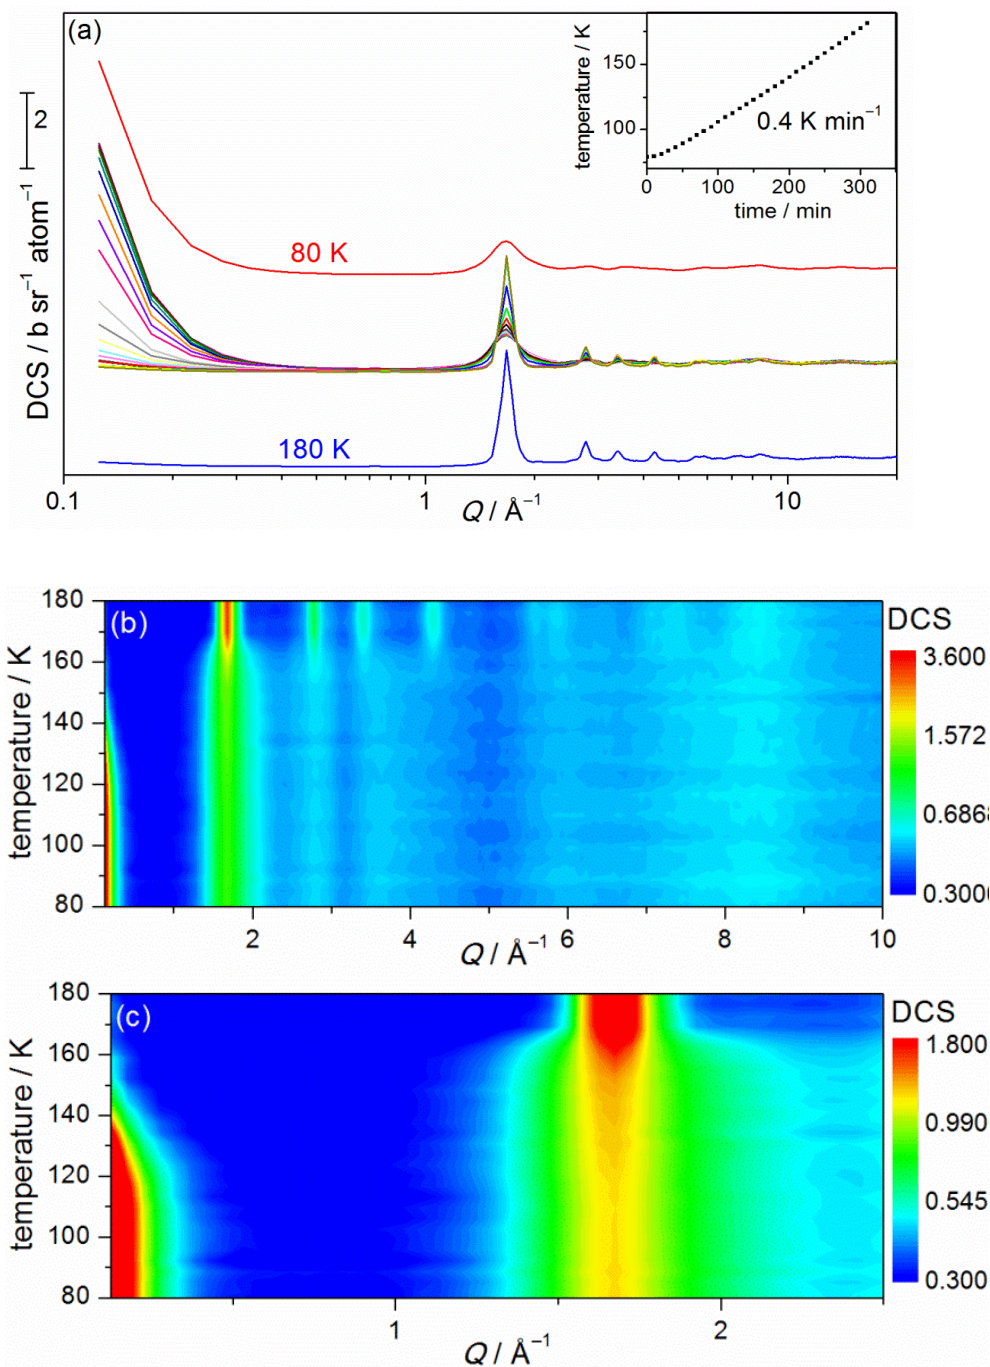 (a)
DCS / b sr⁻¹ atom⁻¹
2
80 K
180 K
0.1
1
10
Q / Å⁻¹
temperature / K
150
100
0.4 K min⁻¹
0
100
200
300
time / min
(b)
temperature / K
180
160
140
120
100
80
2
4
6
8
10
Q / Å⁻¹
DCS
3.600
1.572
0.6868
0.3000
(c)
temperature / K
180
160
140
120
100
80
1
2
Q / Å⁻¹
DCS
1.800
0.990
0.545
0.300